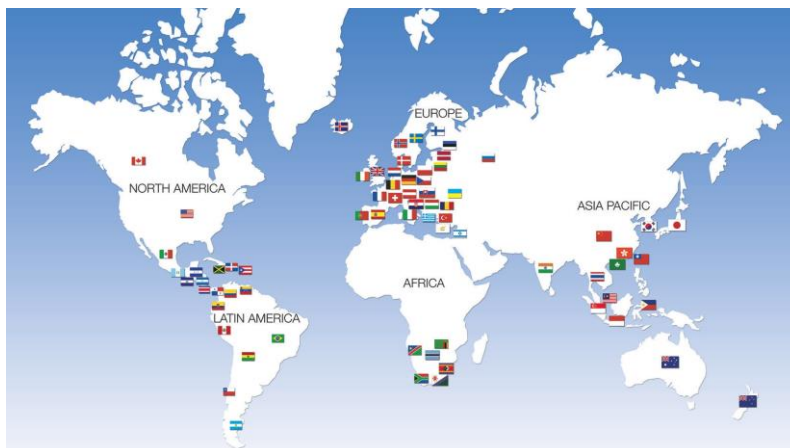 EUROPE
NORTH AMERICA
ASIA PACIFIC
AFRICA
LATIN AMERICA